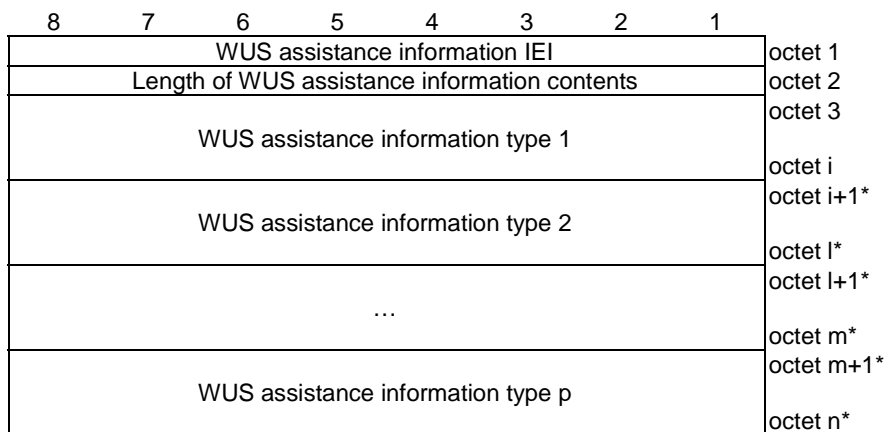 8 7 6 5 4 3 2 1
WUS assistance information IEI octet 1
Length of WUS assistance information contents octet 2
octet 3
WUS assistance information type 1
octet i
octet i+1*
WUS assistance information type 2
octet l*
octet l+1*
…
octet m*
octet m+1*
WUS assistance information type p
octet n*